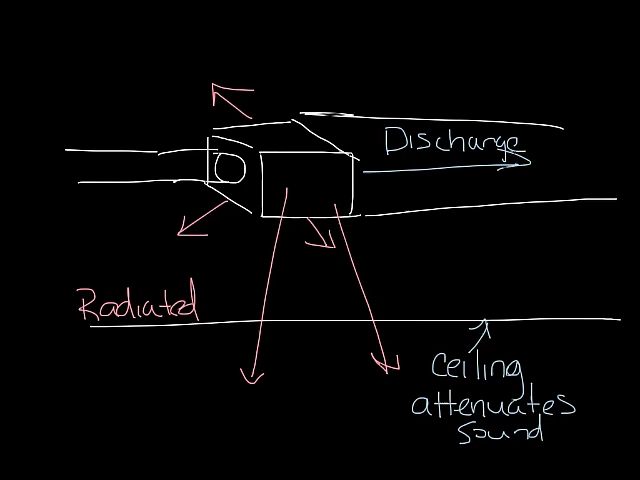 Discharge
Radiated
ceiling
attenuates
sound